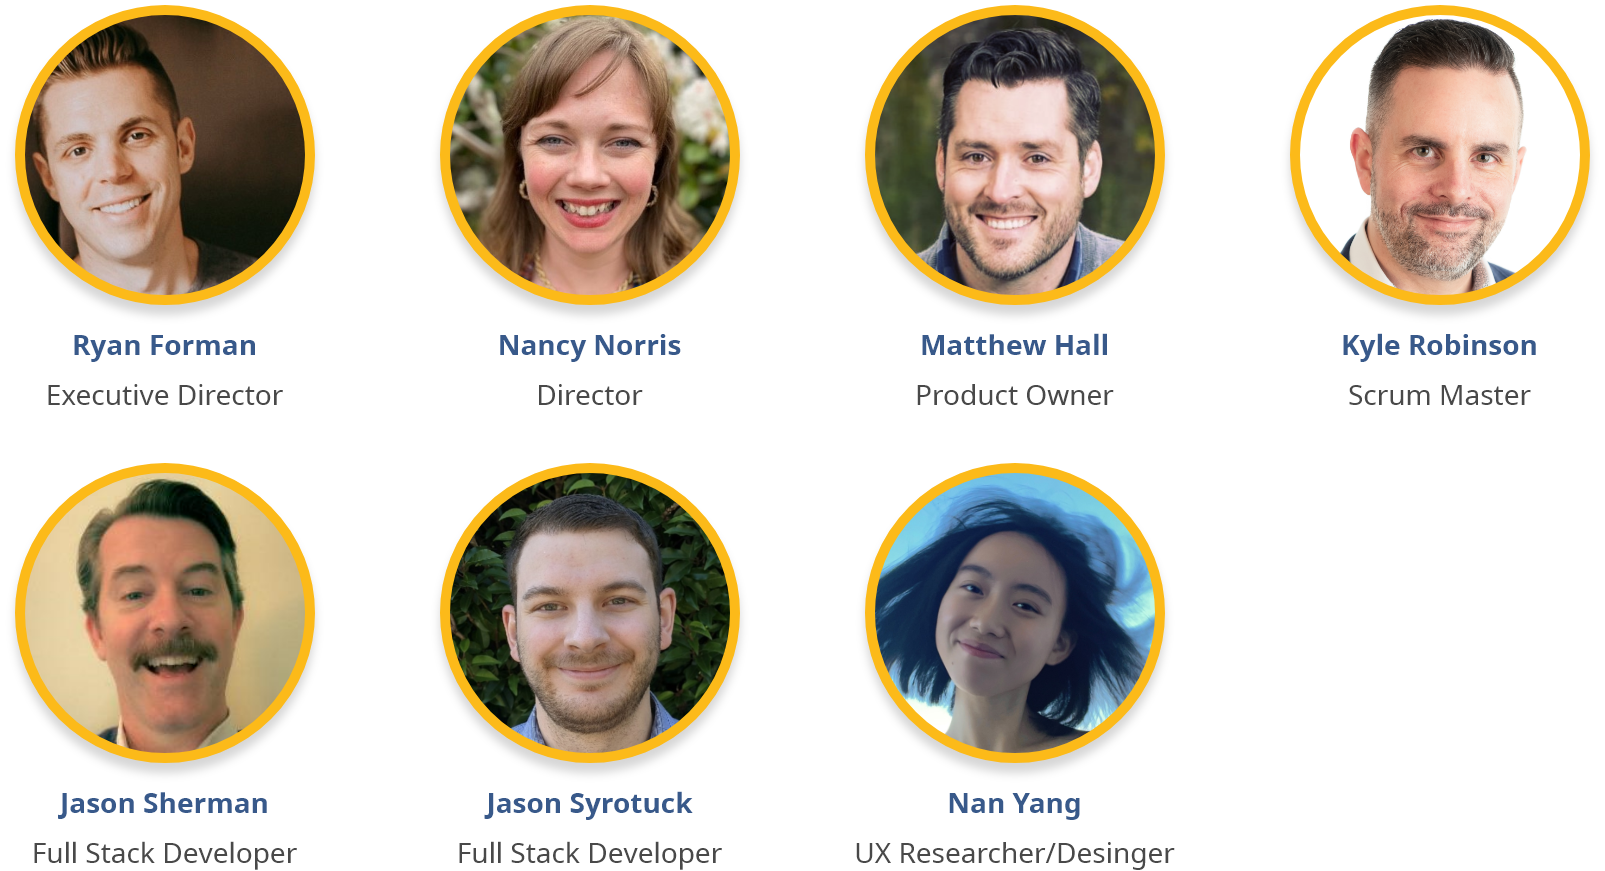 Ryan Forman
Executive Director
Nancy Norris
Director
Matthew Hall
Product Owner
Kyle Robinson
Scrum Master
Jason Sherman
Full Stack Developer
Jason Syrotuck
Full Stack Developer
Nan Yang
UX Researcher/Desinger